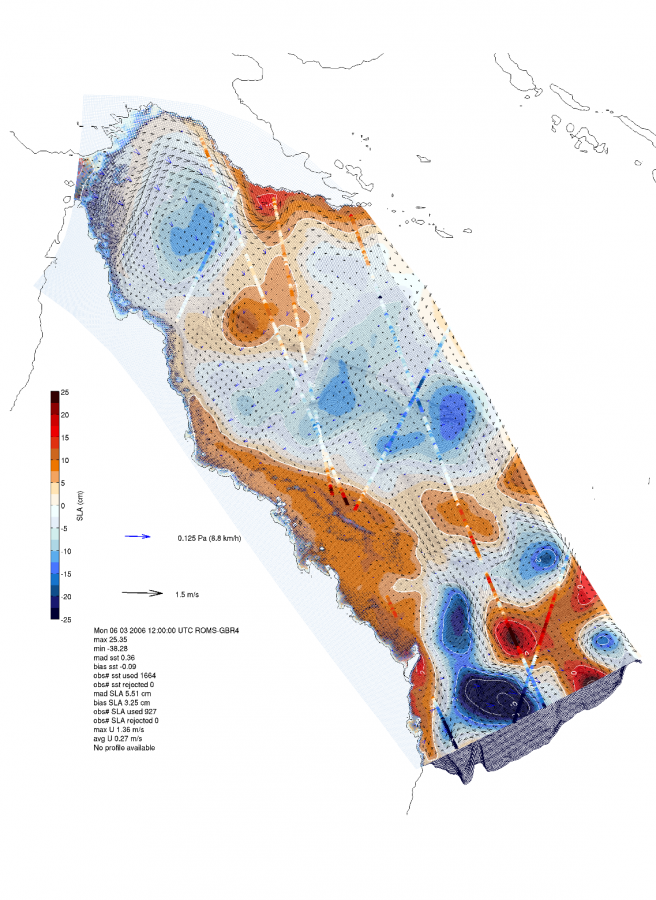 25
20
15
10
5
0
-5
-10
-15
-20
-25
SLA (cm)
0.125 Pa (8.8 km/h)
1.5 m/s
Mon 06 03 2006 12:00:00 UTC ROMS-GBR4
max 25.35
min -38.28
mad sst 0.36
bias sst -0.09
obs# sst used 1664
obs# sst rejected 0
mad SLA 5.51 cm
bias SLA 3.25 cm
obs# SLA used 927
obs# SLA rejected 0
max U 1.36 m/s
avg U 0.27 m/s
No profile available